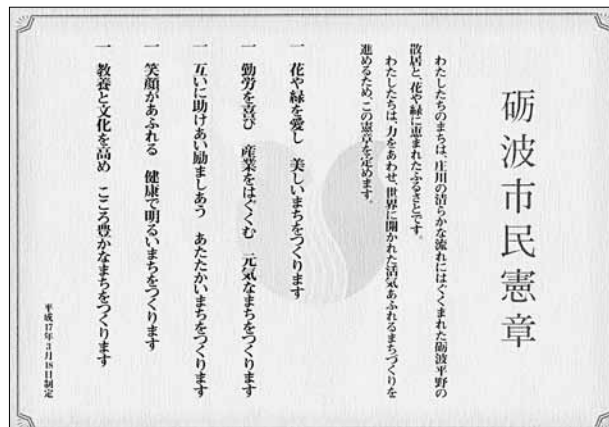 砺波市民憲章
わたしたちのまちは、庄川の清らかな流れにはぐくまれた砺波平野の
散居と、花や緑に恵まれたふるさとです。
わたしたちは、力をあわせ、世界に開かれた活気あふれるまちづくりを
進めるため、この憲章を定めます。
一 花や緑を愛し 美しいまちをつくります
一 勤労を喜び 産業をはぐくむ 元気なまちをつくります
一 互いに助けあい励ましあう あたたかいまちをつくります
一 笑顔があふれる 健康で明るいまちをつくります
一 教養と文化を高め こころ豊かなまちをつくります
平成17年3月18日制定